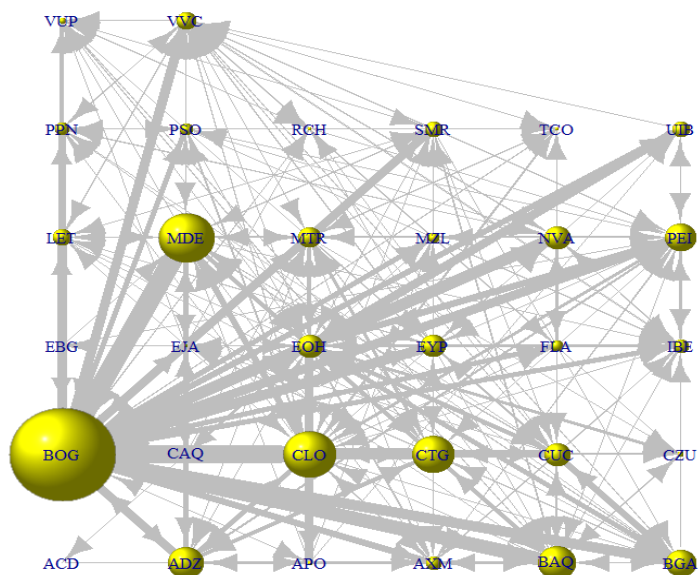 VUP VVC
PPN PSO RCH SMR TCO UIB
LET MDE MTR MZL NVA PEI
EBG EJA EOH EYP FLA IBE
BOG CAQ CLO CTG CUC CZU
ACD ADZ APO AXM BAQ BGA